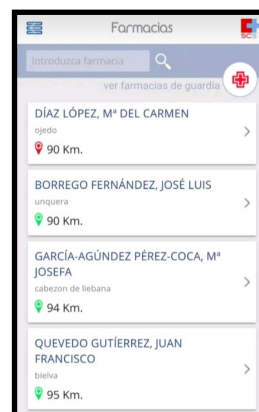 Farmacias
SCS
Introduzca farmacia
ver farmacias de guardia
DÍAZ LÓPEZ, Mª DEL CARMEN
ojedo
90 Km.
BORREGO FERNÁNDEZ, JOSÉ LUIS
unquera
90 Km.
GARCÍA-AGÚNDEZ PÉREZ-COCA, Mª
JOSEFA
cabezon de liebana
94 Km.
QUEVEDO GUTÍERREZ, JUAN
FRANCISCO
bielva
95 Km.